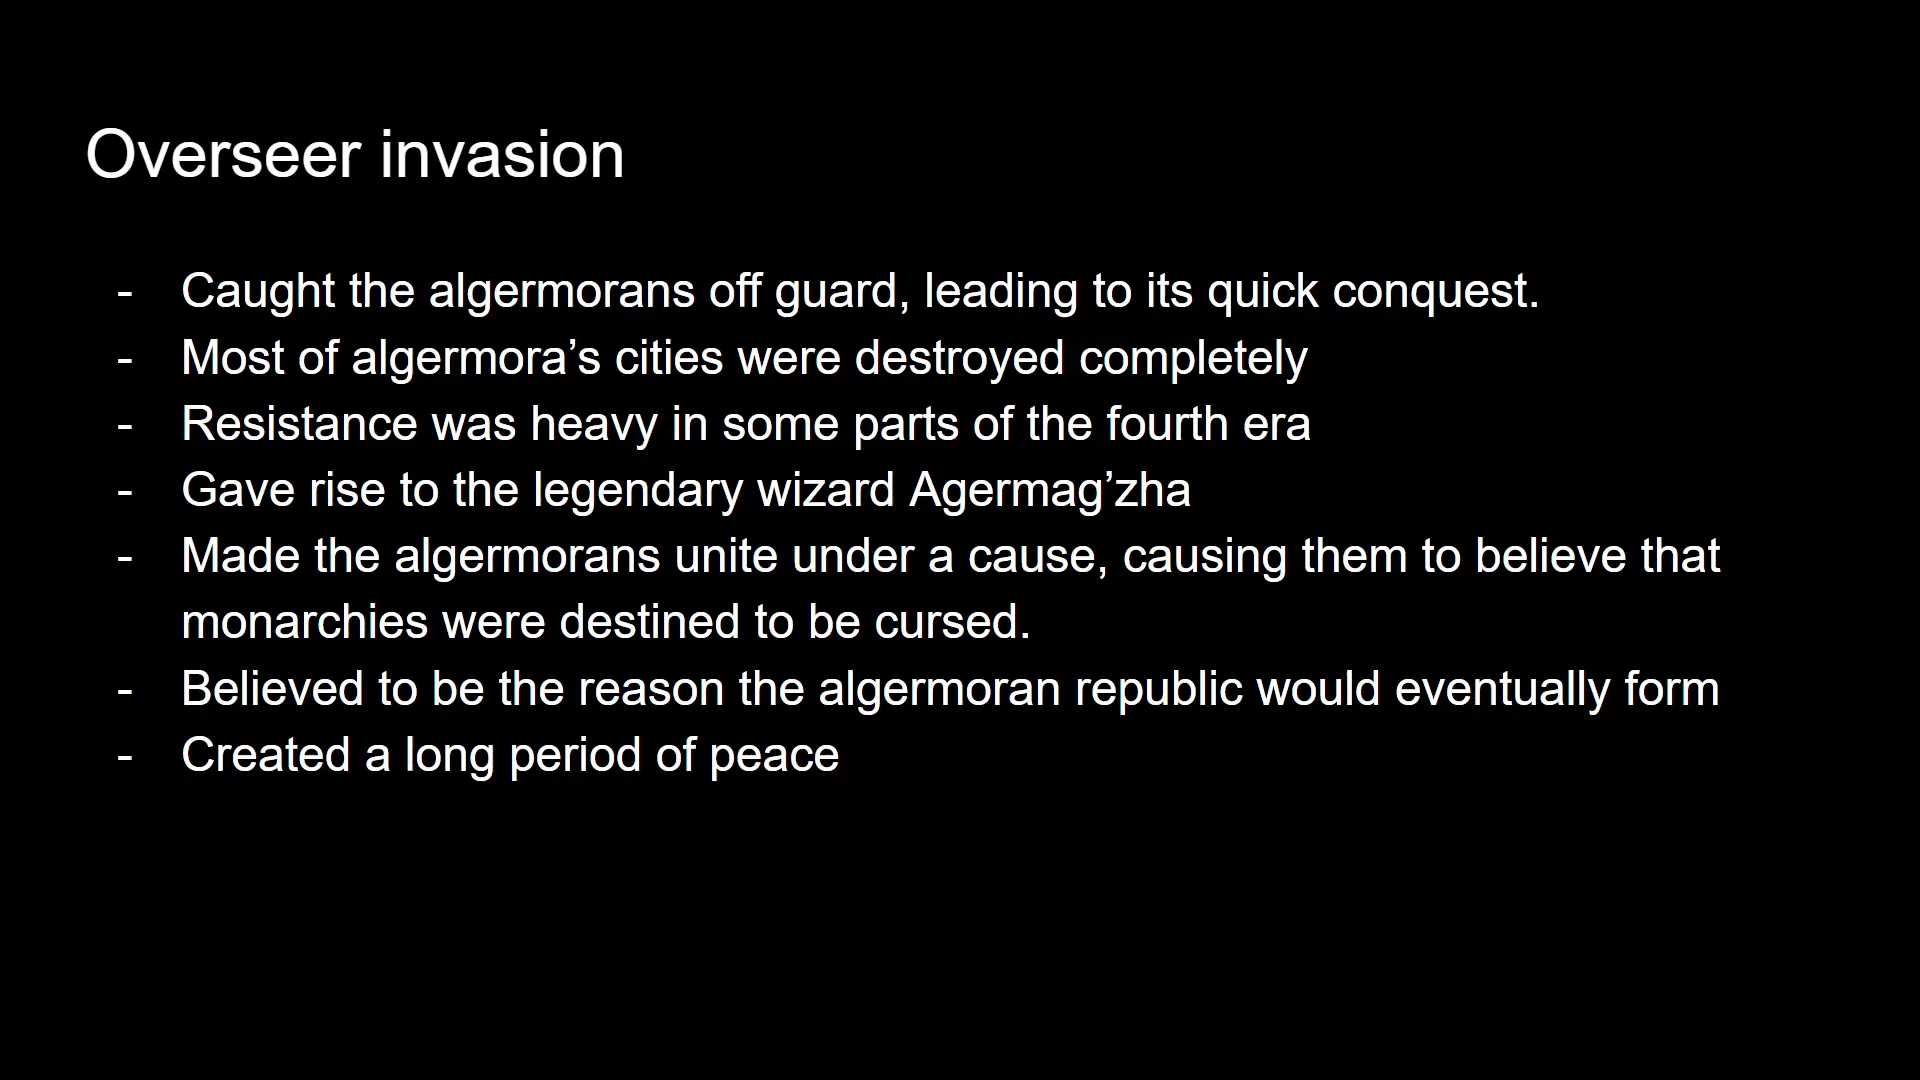 Overseer invasion
- Caught the algermorans off guard, leading to its quick conquest.
- Most of algermora’s cities were destroyed completely
- Resistance was heavy in some parts of the fourth era
- Gave rise to the legendary wizard Agermag’zha
- Made the algermorans unite under a cause, causing them to believe that
monarchies were destined to be cursed.
- Believed to be the reason the algermoran republic would eventually form
- Created a long period of peace